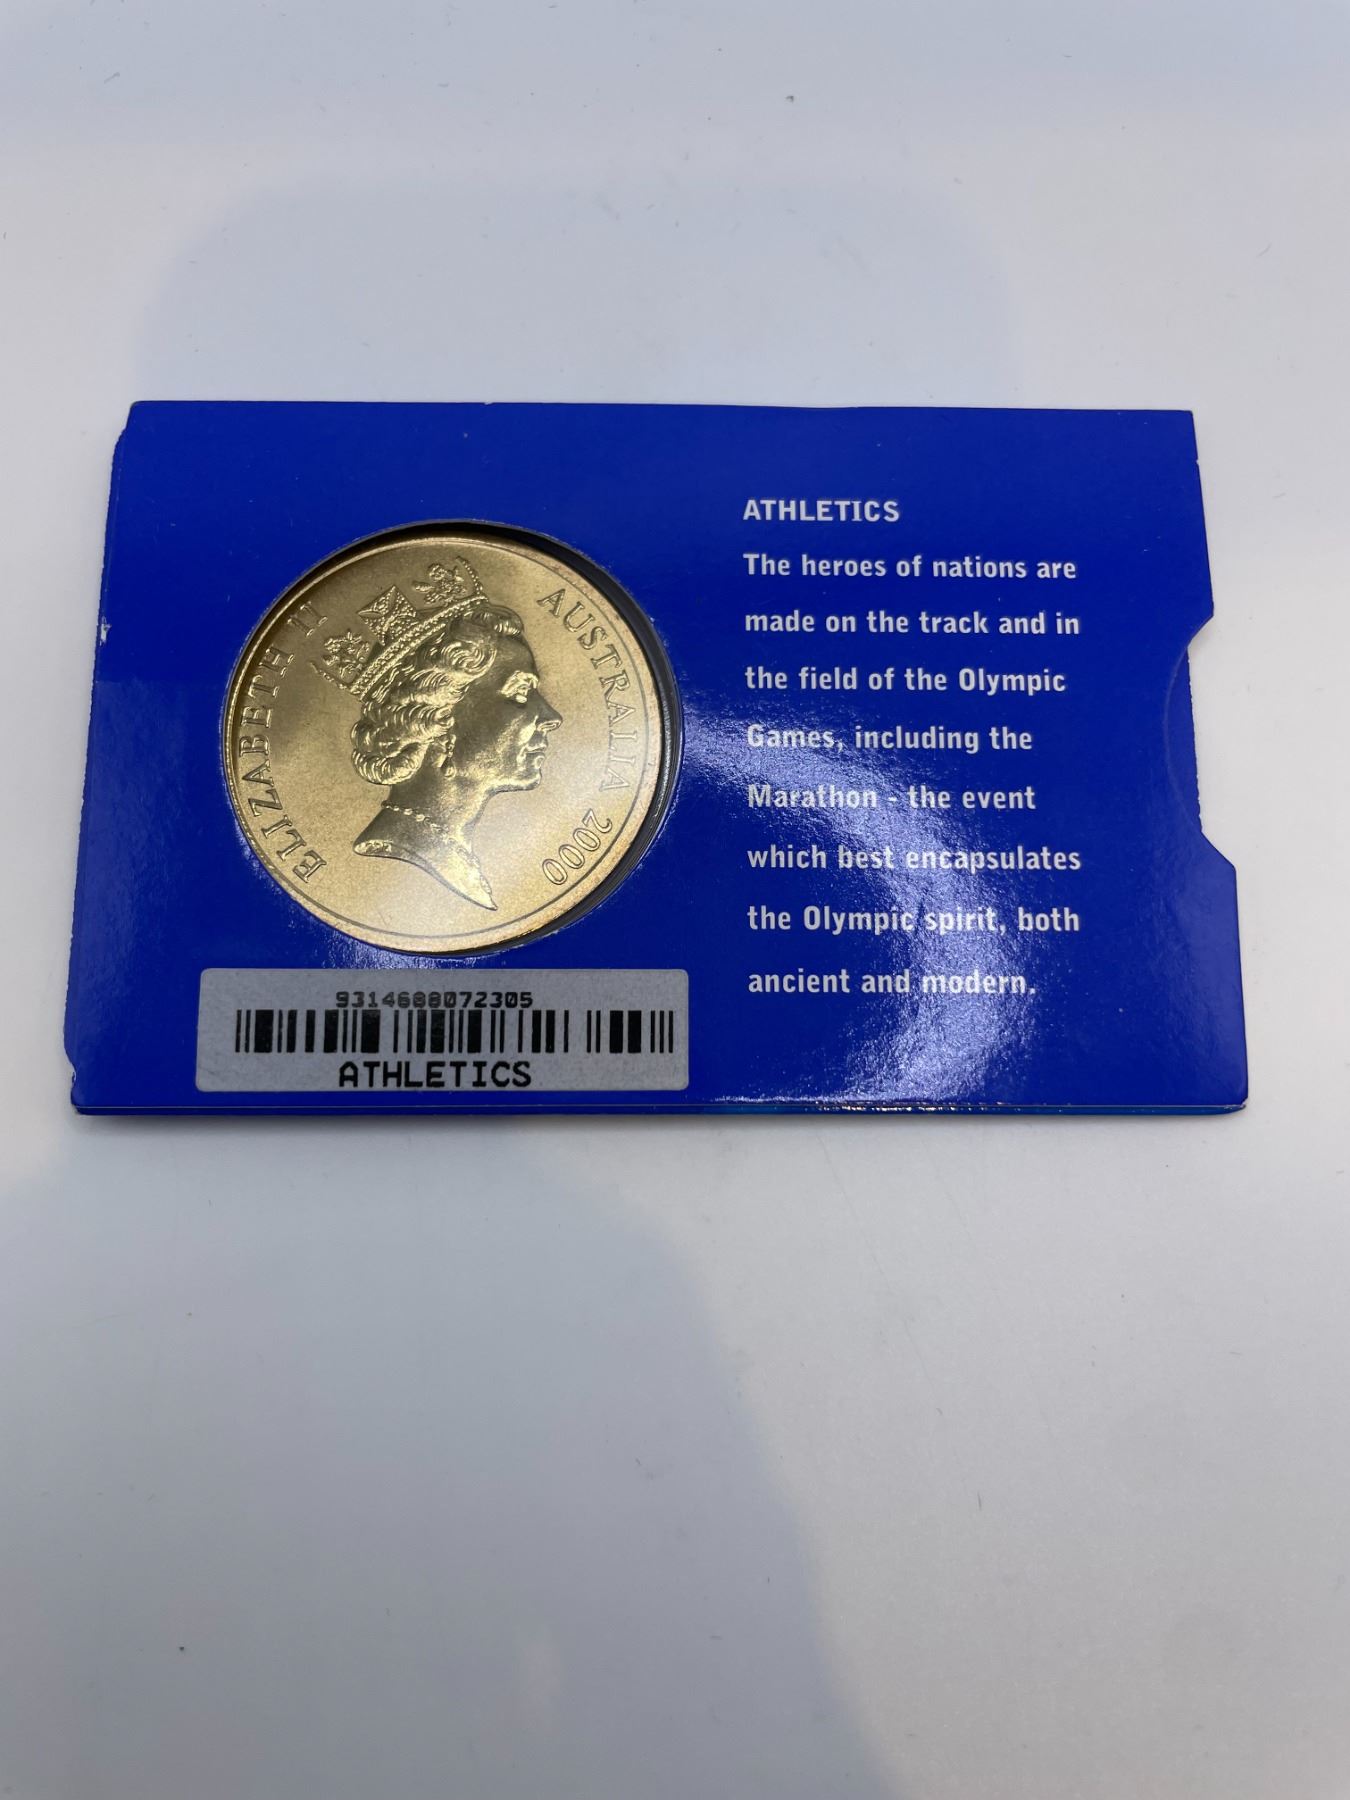 ELIZABETH II
AUSTRALIA 2000
9314688072305
ATHLETICS
ATHLETICS
The heroes of nations are
made on the track and in
the field of the Olympic
Games, including the
Marathon - the event
which best encapsulates
the Olympic spirit, both
ancient and modern.